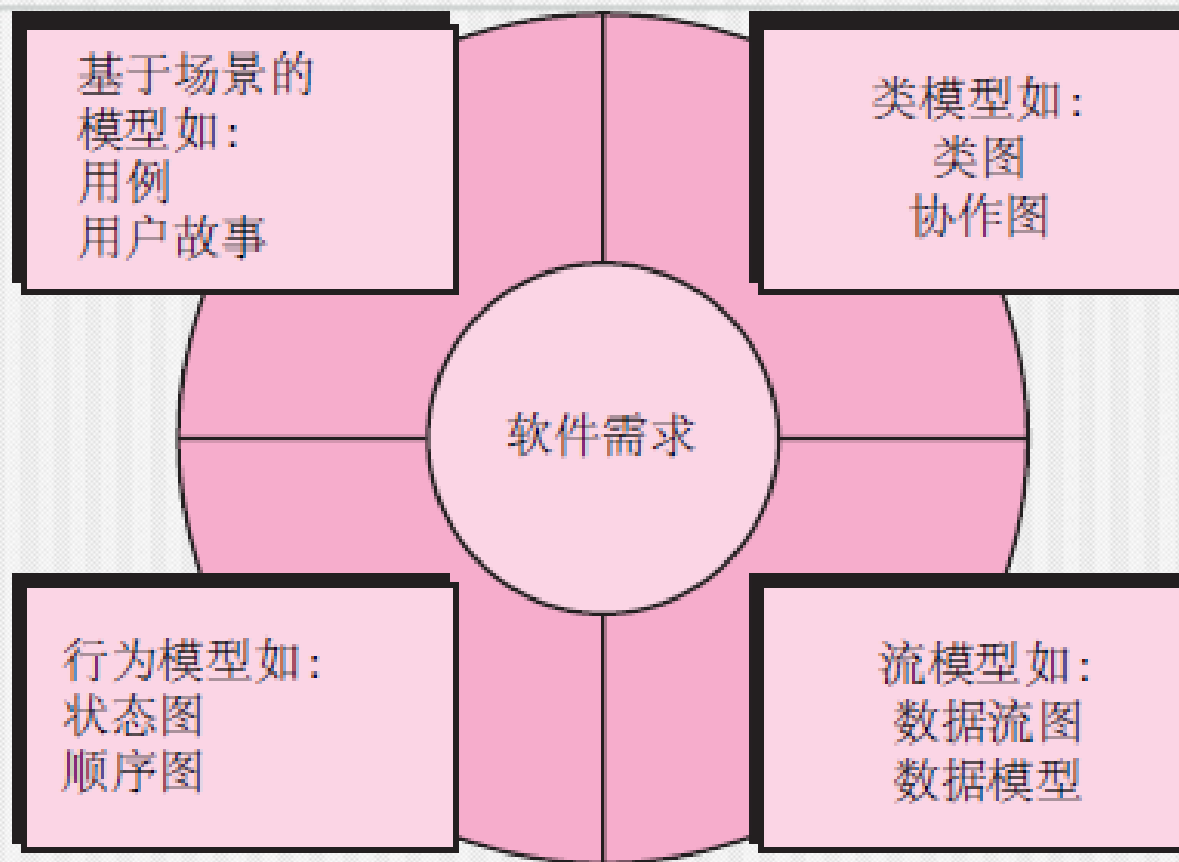 基于场景的
模型如：
用例
用户故事
类模型如：
类图
协作图
软件需求
行为模型如：
状态图
顺序图
流模型如：
数据流图
数据模型